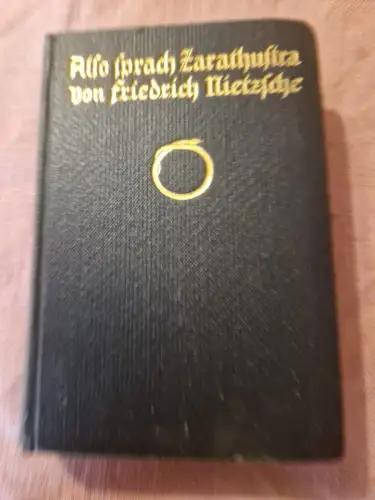 Also sprach Zarathustra
von Friedrich Nietzsche